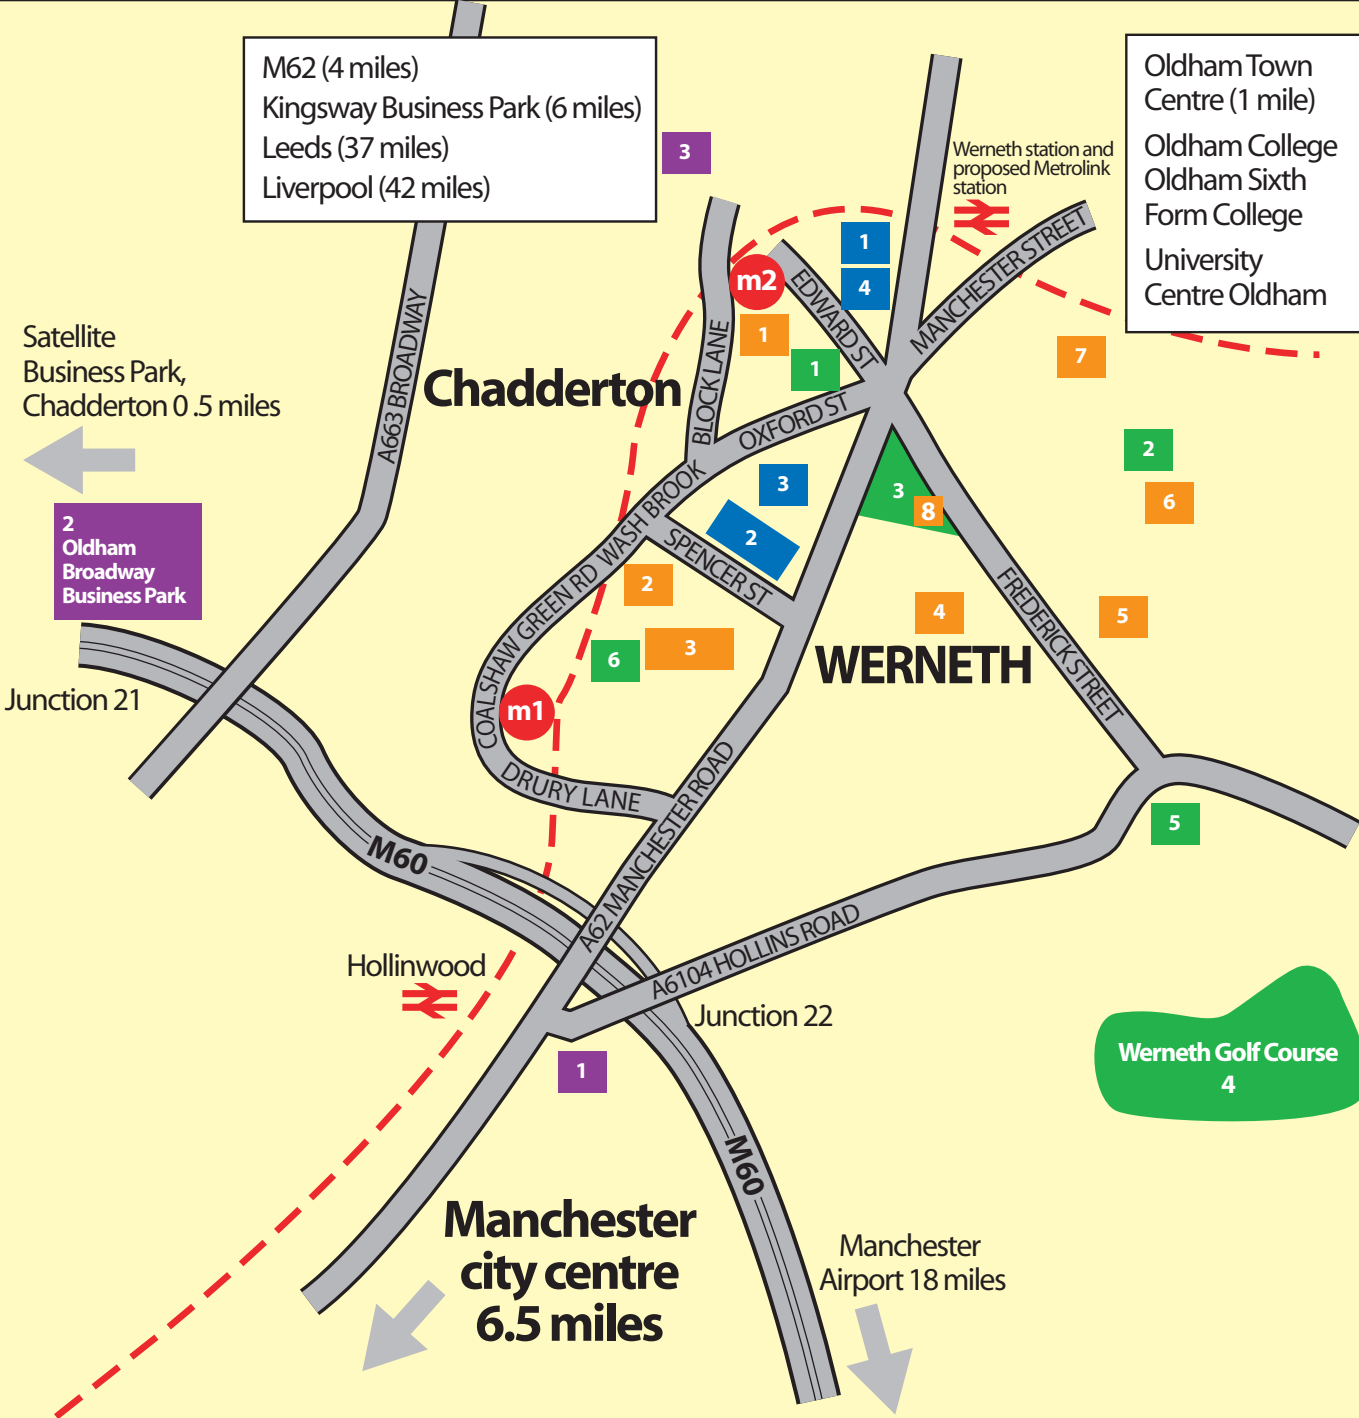 M62 (4 miles)
Kingsway Business Park (6 miles)
Leeds (37 miles)
Liverpool (42 miles)
3
Oldham Town
Centre (1 mile)
Oldham College
Oldham Sixth
Form College
University
Centre Oldham
Werneth station and
proposed Metrolink
station
1
4
m2
EDWARD ST
MANCHESTER STREET
1
1
7
Satellite
Business Park,
Chadderton 0 .5 miles
A663 BROADWAY
Chadderton
BLOCK LANE
OXFORD ST
2
3
3
8
6
2
WASH BROOK
SPENCER ST
2
Oldham
Broadway
Business Park
2
COALSHAW GREEN RD
6
3
4
5
WERNETH
FREDERICK STREET
Junction 21
m1
DRURY LANE
A62 MANCHESTER ROAD
5
M60
A6104 HOLLINS ROAD
Hollinwood
Junction 22
1
Werneth Golf Course
4
M60
Manchester
city centre
6.5 miles
Manchester
Airport 18 miles